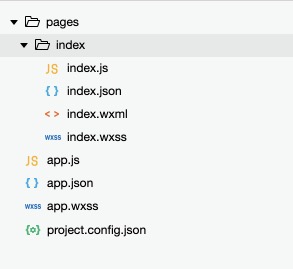 pages
index
JS index.js
{ } index.json
< > index.wxml
wxss index.wxss
JS app.js
{ } app.json
wxss app.wxss
{o} project.config.json